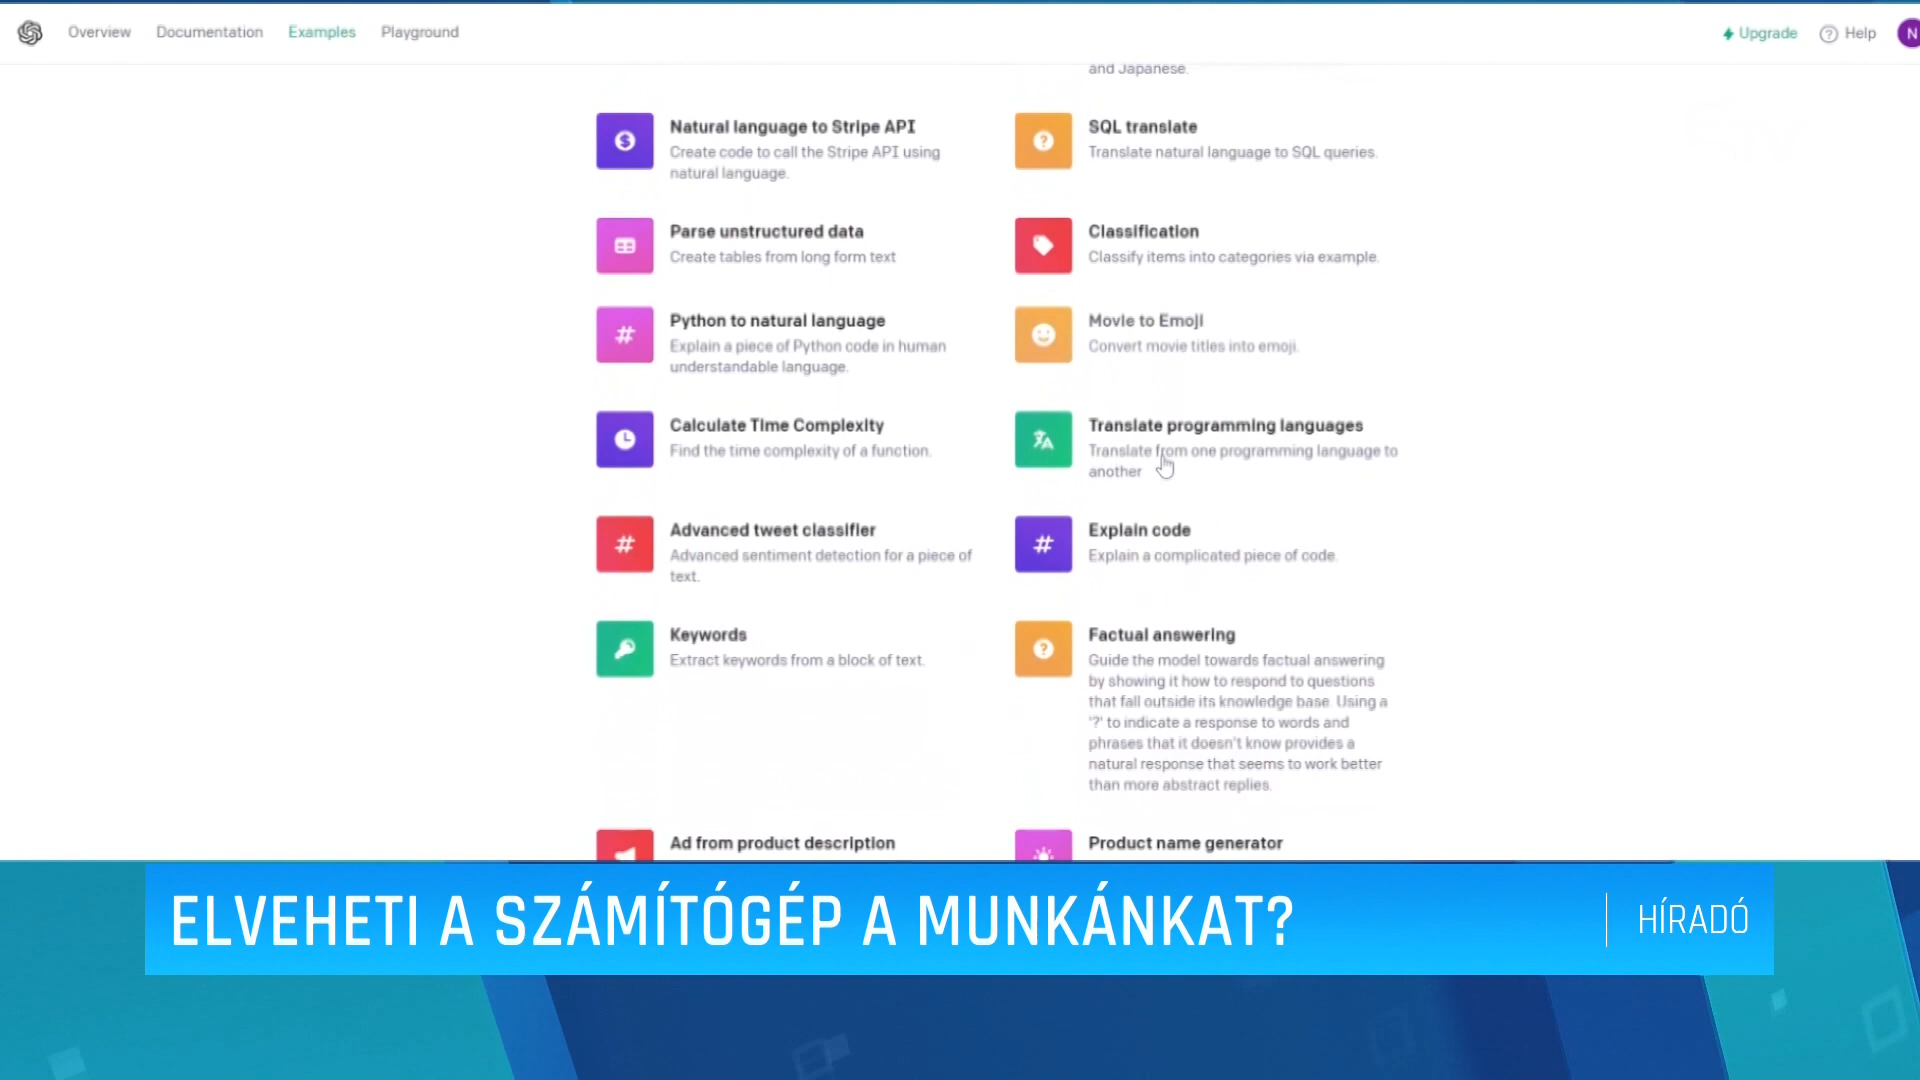 Overview Documentation Examples Playground Upgrade Help N
and Japanese.
Natural language to Stripe API
Create code to call the Stripe API using
natural language.
SQL translate
Translate natural language to SQL queries.
Parse unstructured data
Create tables from long form text
Classification
Classify items into categories via example.
Python to natural language
Explain a piece of Python code in human
understandable language.
Movie to Emoji
Convert movie titles into emoji.
Calculate Time Complexity
Find the time complexity of a function.
Translate programming languages
Translate from one programming language to
another
Advanced tweet classifier
Advanced sentiment detection for a piece of
text.
Explain code
Explain a complicated piece of code.
Keywords
Extract keywords from a block of text.
Factual answering
Guide the model towards factual answering
by showing it how to respond to questions
that fall outside its knowledge base. Using a
'?' to indicate a response to words and
phrases that it doesn't know provides a
natural response that seems to work better
than more abstract replies.
Ad from product description
Product name generator
ELVEHETI A SZÁMÍTÓGÉP A MUNKÁNKAT?
HÍRADÓ